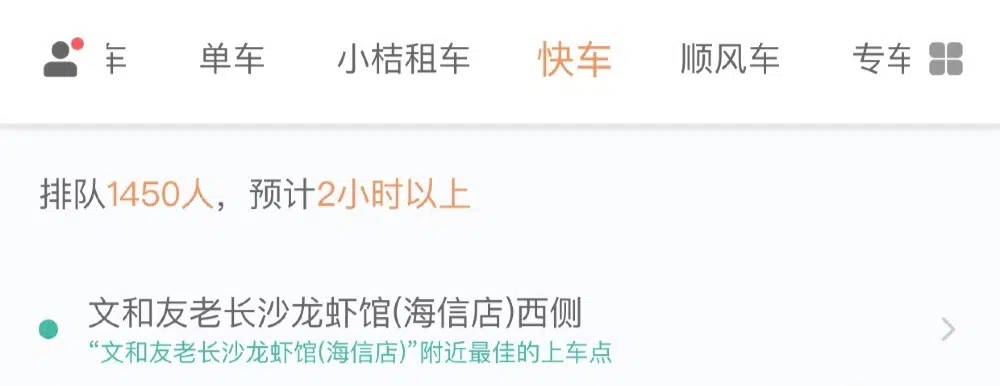 车 单车 小桔租车 快车 顺风车 专车
排队1450人，预计2小时以上
文和友老长沙龙虾馆(海信店)西侧
“文和友老长沙龙虾馆(海信店)”附近最佳的上车点